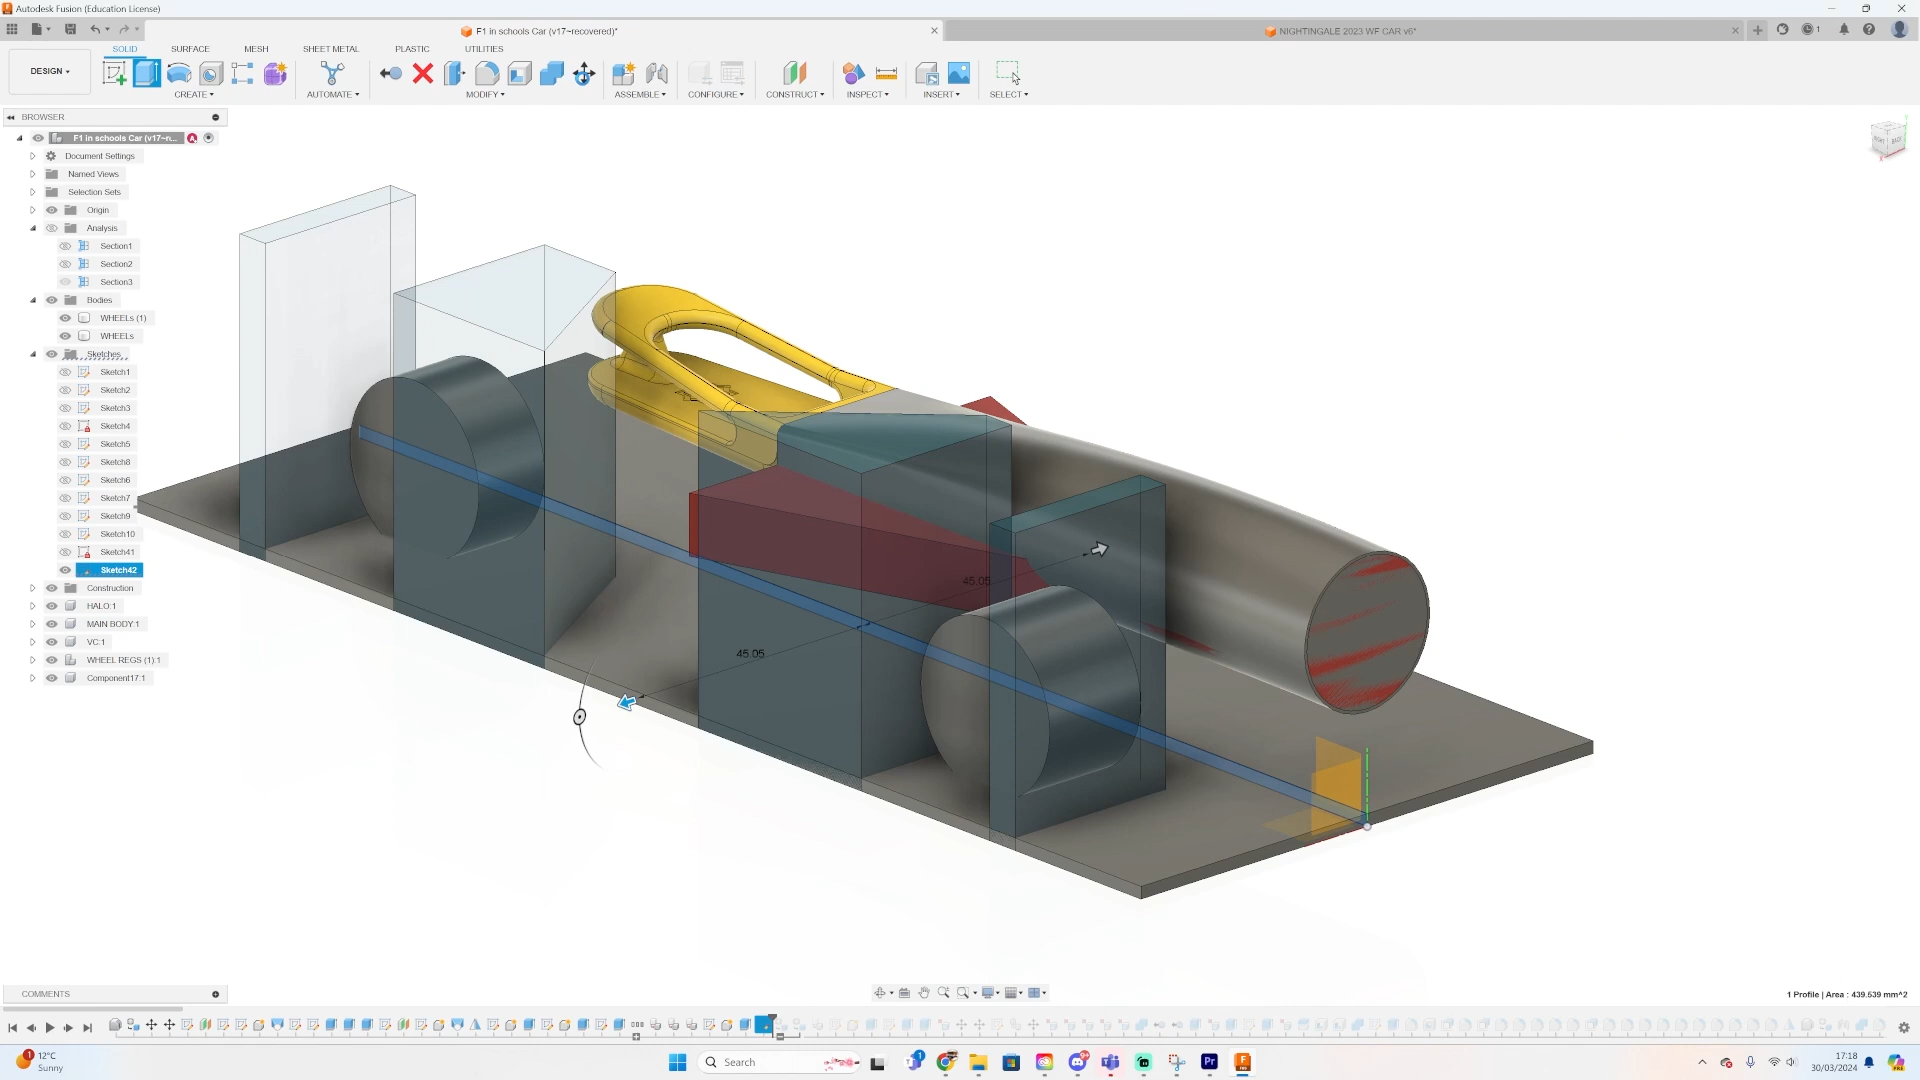 Autodesk Fusion (Education License)
F1 in schools Car (v17~recovered)*
NIGHTINGALE 2023 WF CAR v6*
1
SOLID
SURFACE
MESH
SHEET METAL
PLASTIC
UTILITIES
DESIGN
CREATE
AUTOMATE
MODIFY
ASSEMBLE
CONFIGURE
CONSTRUCT
INSPECT
INSERT
SELECT
BROWSER
F1 in schools Car (v17~r...
Document Settings
Named Views
Selection Sets
Origin
Analysis
Section1
Section2
Section3
Bodies
WHEELs (1)
WHEELs
Sketches
Sketch1
Sketch2
Sketch3
Sketch4
Sketch5
Sketch8
Sketch6
Sketch7
Sketch9
Sketch10
Sketch41
Sketch42
Construction
HALO:1
MAIN BODY:1
VC:1
WHEEL REGS (1):1
Component17:1
RIGHT
BACK
45.05
45.05
COMMENTS
1 Profile | Area : 439.539 mm^2
12°C
Sunny
Search
17:18
30/03/2024